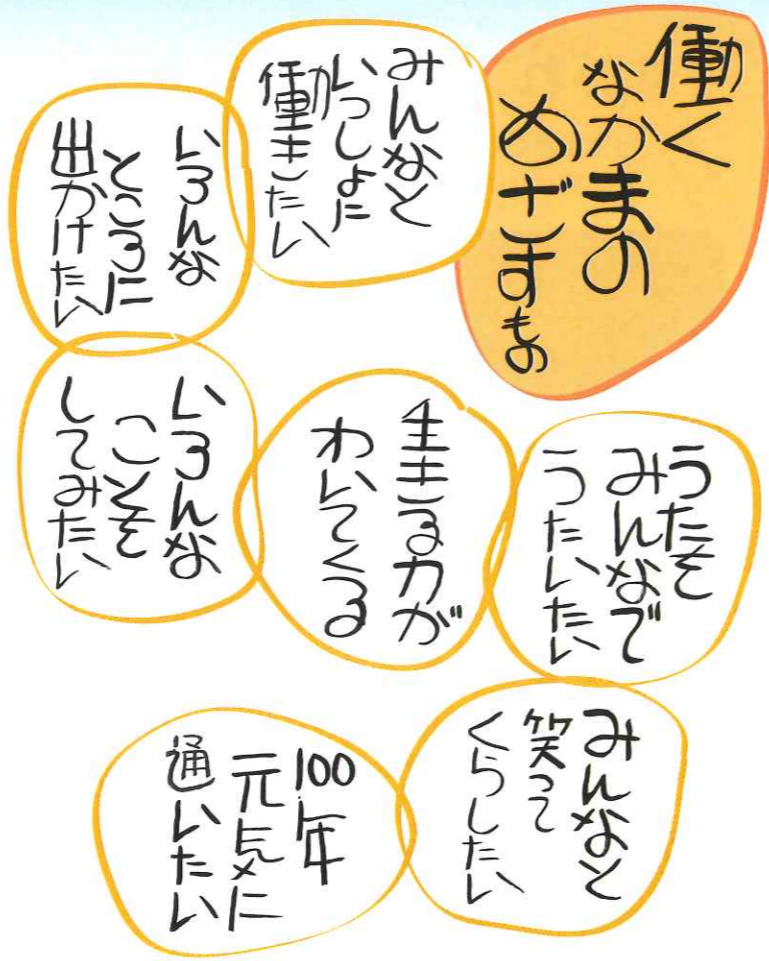 働く
なかまの
めざすもの
みんなと
いっしょに
働きたい
いろんな
ところに
出かけたい
いろんな
ことを
してみたい
生きる力が
わいてくる
うたを
みんなで
うたいたい
みんなと
笑って
くらしたい
100年
元気に
通いたい